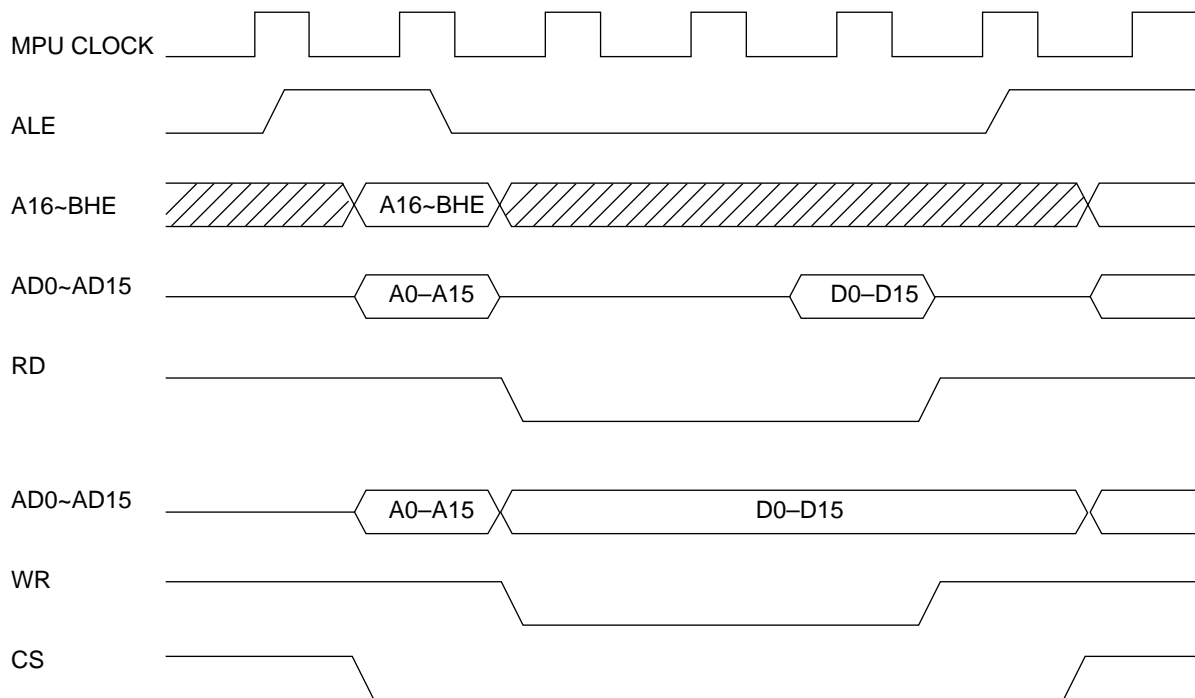 MPU CLOCK
ALE
A16~BHE A16~BHE
AD0~AD15 A0–A15 D0–D15
RD
AD0~AD15 A0–A15 D0–D15
WR
CS